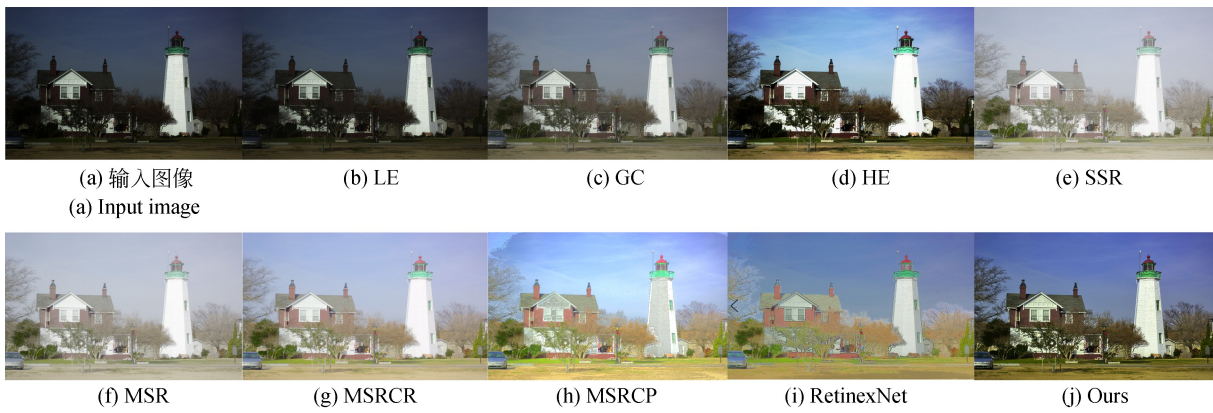 (a) 输入图像
(a) Input image
(b) LE
(c) GC
(d) HE
(e) SSR
(f) MSR
(g) MSRCR
(h) MSRCP
(i) RetinexNet
(j) Ours